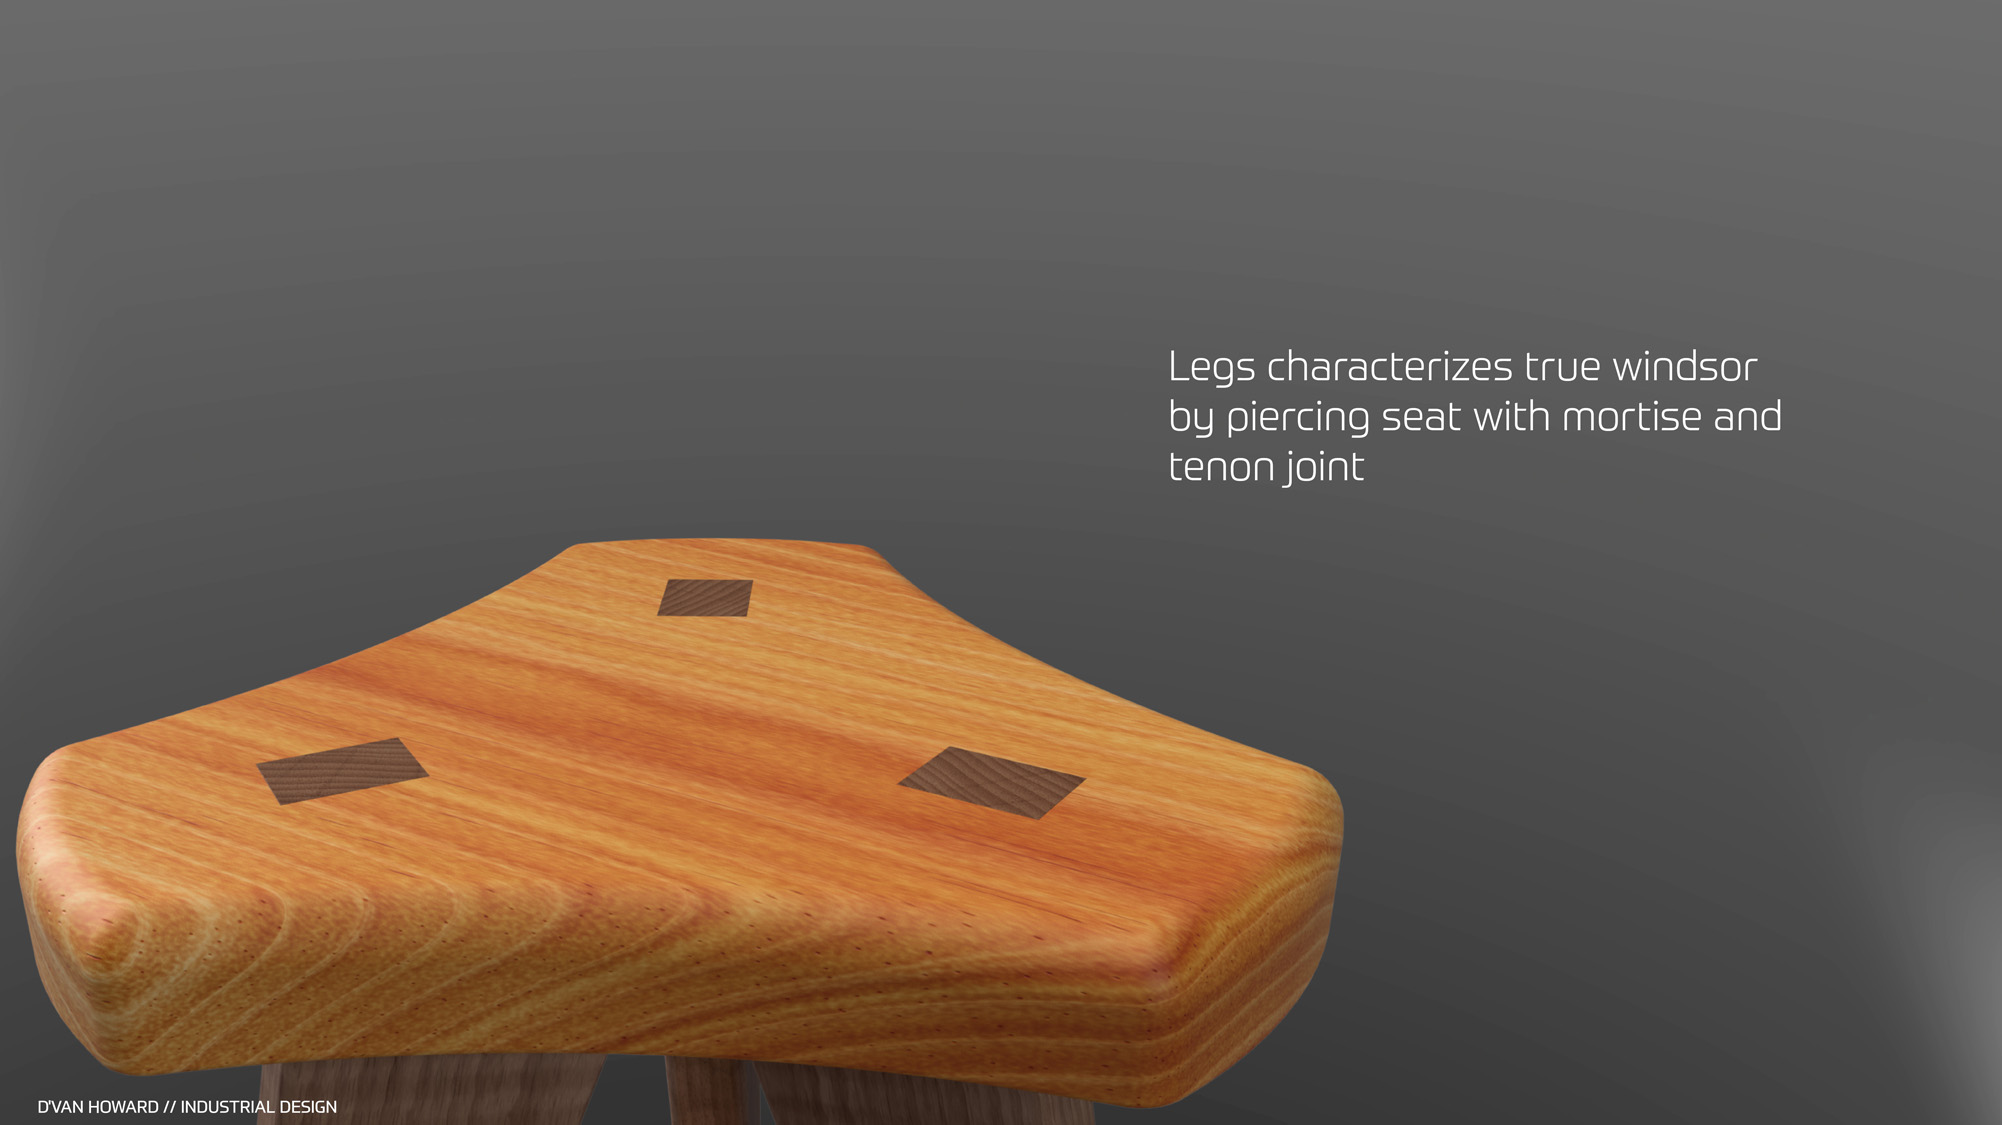 Legs characterizes true windsor
by piercing seat with mortise and
tenon joint
D'VAN HOWARD // INDUSTRIAL DESIGN